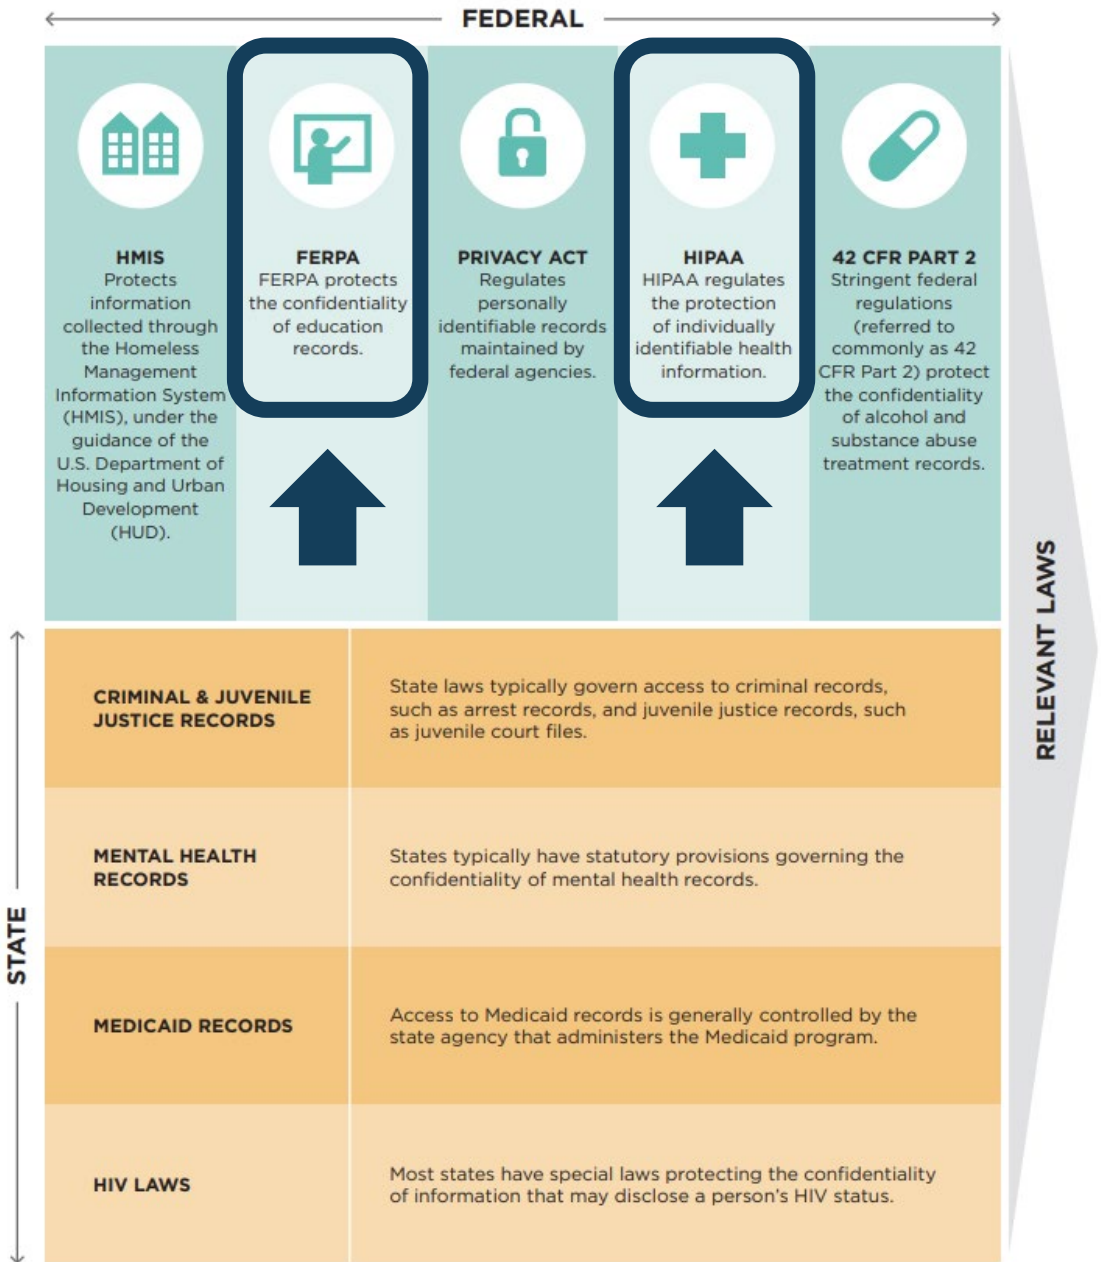 FEDERAL
HMIS
Protects
information
collected through
the Homeless
Management
Information System
(HMIS), under the
guidance of the
U.S. Department of
Housing and Urban
Development
(HUD).
FERPA
FERPA protects
the confidentiality
of education
records.
PRIVACY ACT
Regulates
personally
identifiable records
maintained by
federal agencies.
HIPAA
HIPAA regulates
the protection
of individually
identifiable health
information.
42 CFR PART 2
Stringent federal
regulations
(referred to
commonly as 42
CFR Part 2) protect
the confidentiality
of alcohol and
substance abuse
treatment records.
RELEVANT LAWS
STATE
CRIMINAL & JUVENILE
JUSTICE RECORDS
State laws typically govern access to criminal records,
such as arrest records, and juvenile justice records, such
as juvenile court files.
MENTAL HEALTH
RECORDS
States typically have statutory provisions governing the
confidentiality of mental health records.
MEDICAID RECORDS
Access to Medicaid records is generally controlled by the
state agency that administers the Medicaid program.
HIV LAWS
Most states have special laws protecting the confidentiality
of information that may disclose a person's HIV status.